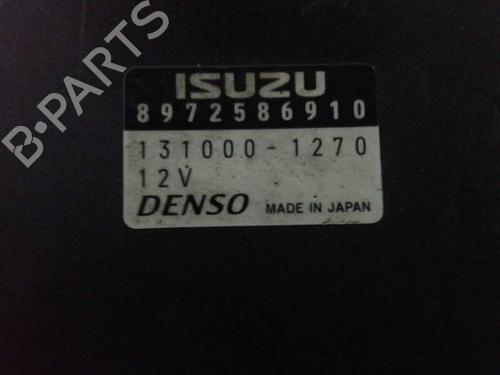 B-PARTS
ISUZU
8972586910
131000-1270
12V
DENSO MADE IN JAPAN